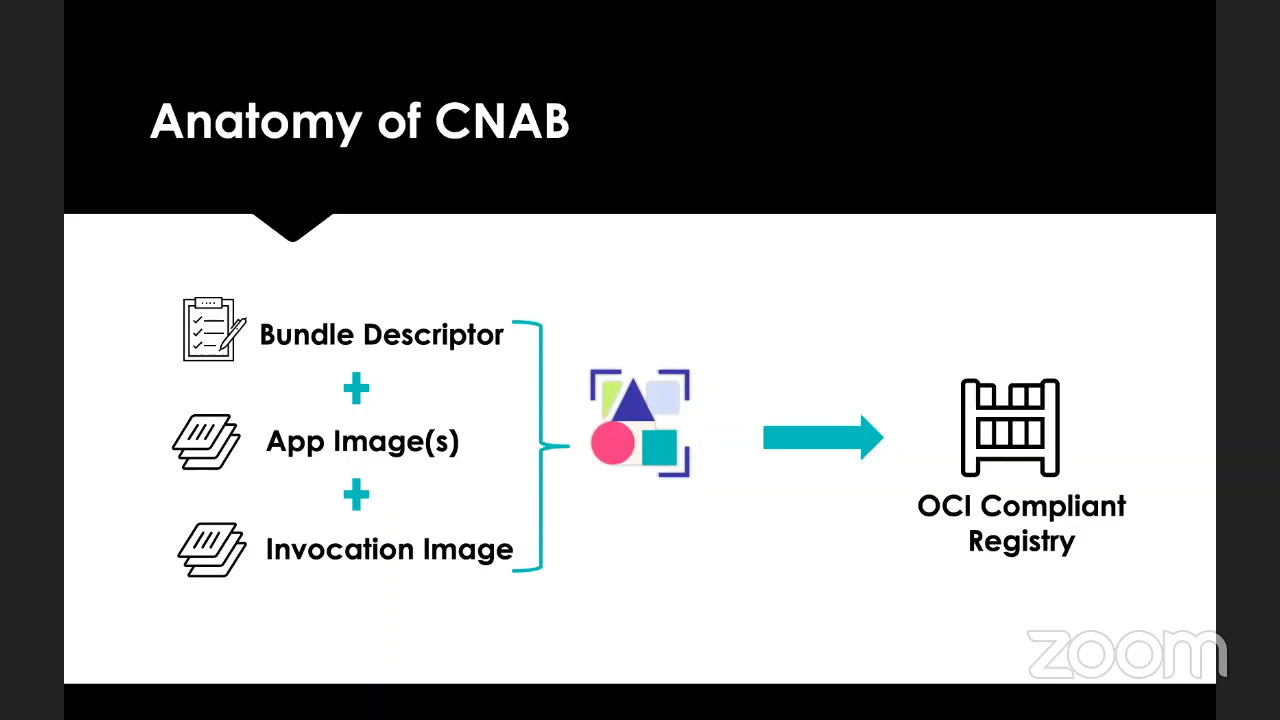 Anatomy of CNAB
Bundle Descriptor
App Image(s)
Invocation Image
OCI Compliant
Registry
zoom